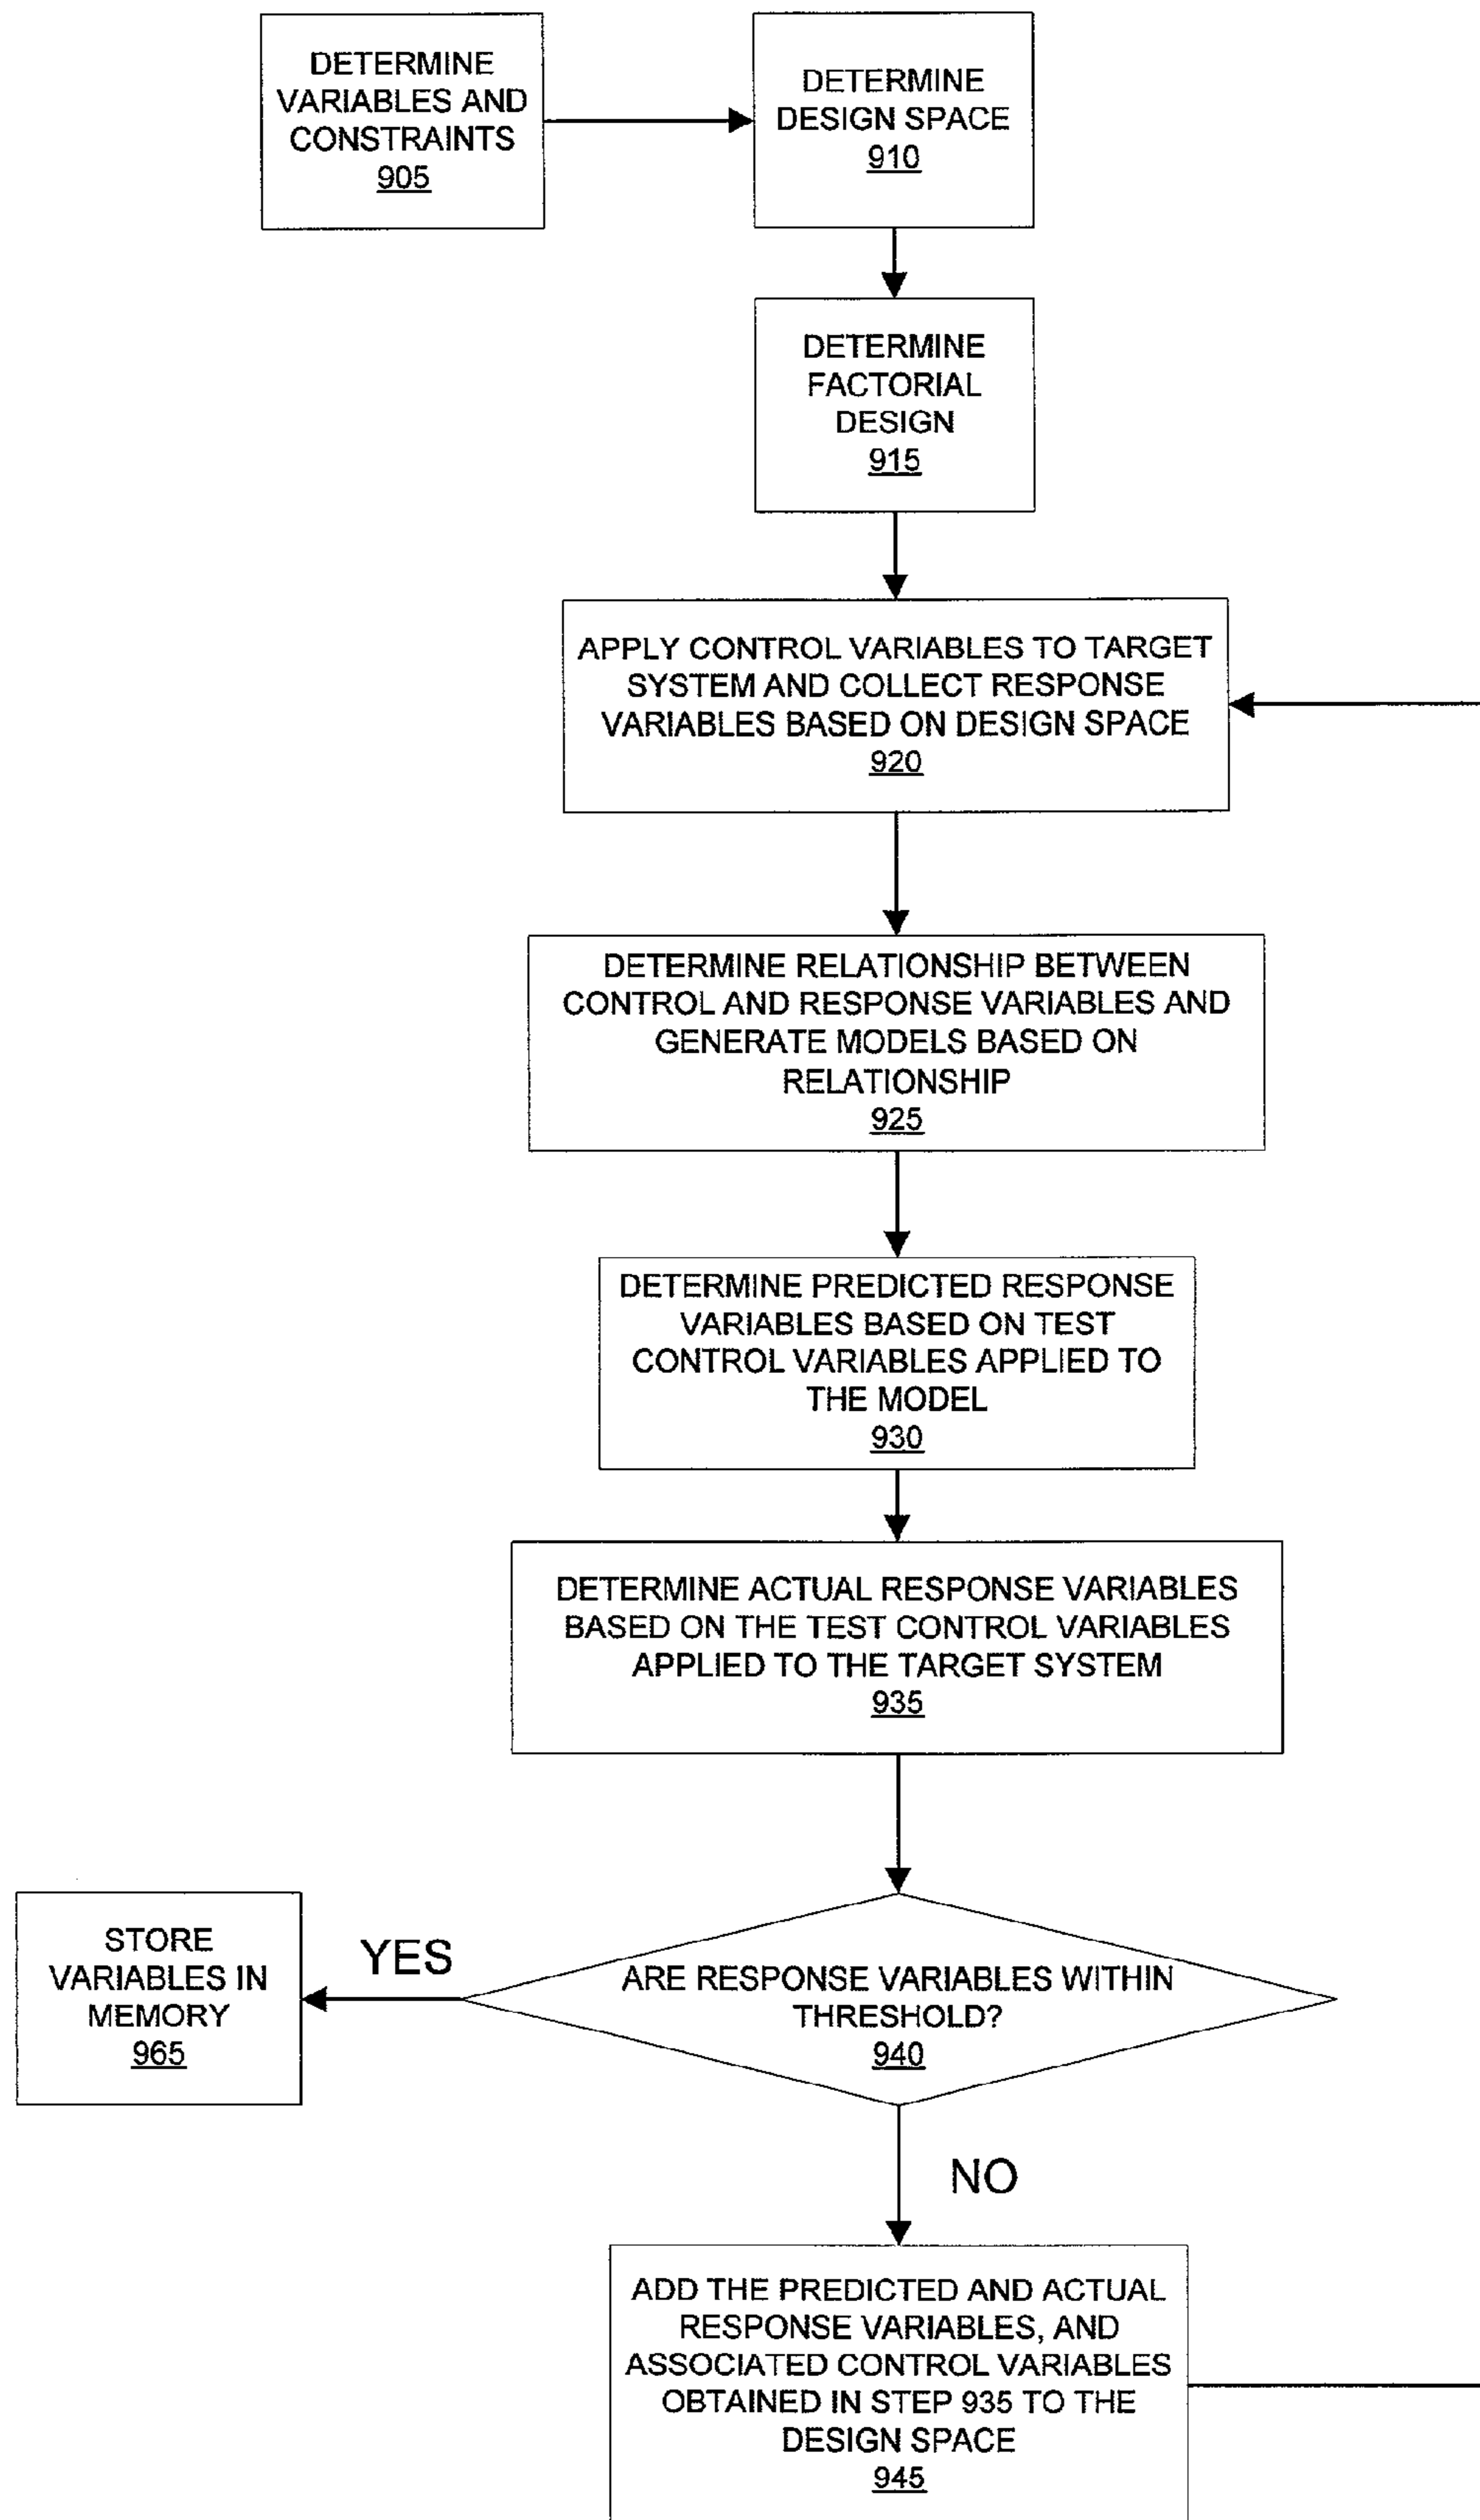 DETERMINE
VARIABLES AND
CONSTRAINTS
905
DETERMINE
DESIGN SPACE
910
DETERMINE
FACTORIAL
DESIGN
915
APPLY CONTROL VARIABLES TO TARGET
SYSTEM AND COLLECT RESPONSE
VARIABLES BASED ON DESIGN SPACE
920
DETERMINE RELATIONSHIP BETWEEN
CONTROL AND RESPONSE VARIABLES AND
GENERATE MODELS BASED ON
RELATIONSHIP
925
DETERMINE PREDICTED RESPONSE
VARIABLES BASED ON TEST
CONTROL VARIABLES APPLIED TO
THE MODEL
930
DETERMINE ACTUAL RESPONSE VARIABLES
BASED ON THE TEST CONTROL VARIABLES
APPLIED TO THE TARGET SYSTEM
935
STORE
VARIABLES IN
MEMORY
965
YES
ARE RESPONSE VARIABLES WITHIN
THRESHOLD?
940
NO
ADD THE PREDICTED AND ACTUAL
RESPONSE VARIABLES, AND
ASSOCIATED CONTROL VARIABLES
OBTAINED IN STEP 935 TO THE
DESIGN SPACE
945